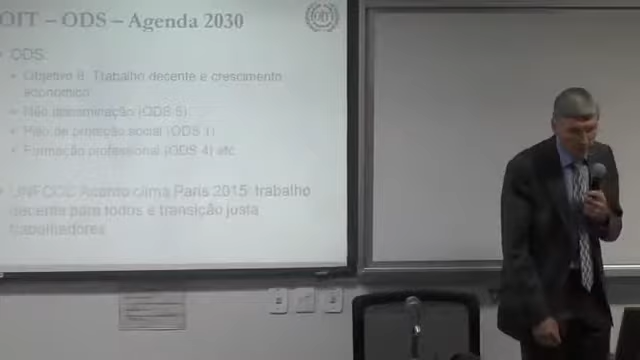 OIT – ODS – Agenda 2030
ODS:
Objetivo 8: Trabalho decente e crescimento
econômico
Não discriminação (ODS 5)
Piso de proteção social (ODS 1)
Formação professional (ODS 4) etc
UNFCCC Acordo clima Paris 2015: trabalho
decente para todos e transição justa
trabalhadores